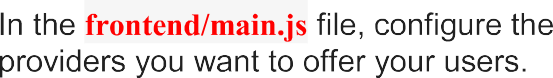 In the frontend/main.js file, configure the
providers you want to offer your users.